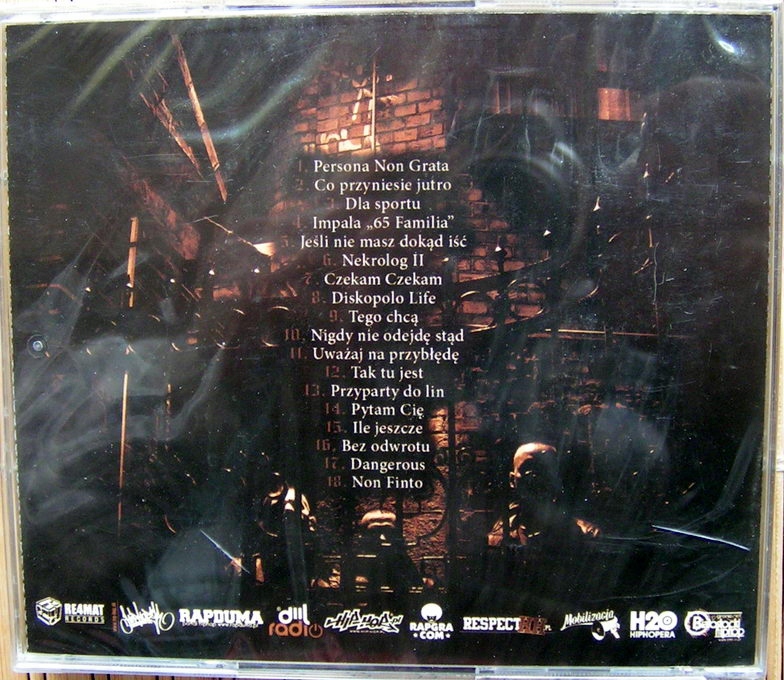 1. Persona Non Grata
2. Co przyniesie jutro
3. Dla sportu
4. Impala „65 Familia”
5. Jeśli nie masz dokąd iść
6. Nekrolog II
7. Czekam Czekam
8. Diskopolo Life
9. Tego chcą
10. Nigdy nie odejdę stąd
11. Uważaj na przybłędę
12. Tak tu jest
13. Przyparty do lin
14. Pytam Cię
15. Ile jeszcze
16. Bez odwrotu
17. Dangerous
18. Non Finto
RE4MAT RECORDS
RAPDUMA
radio
RAPGRA COM
RESPECT
Mobilizacja
H2O HIPHOPERA